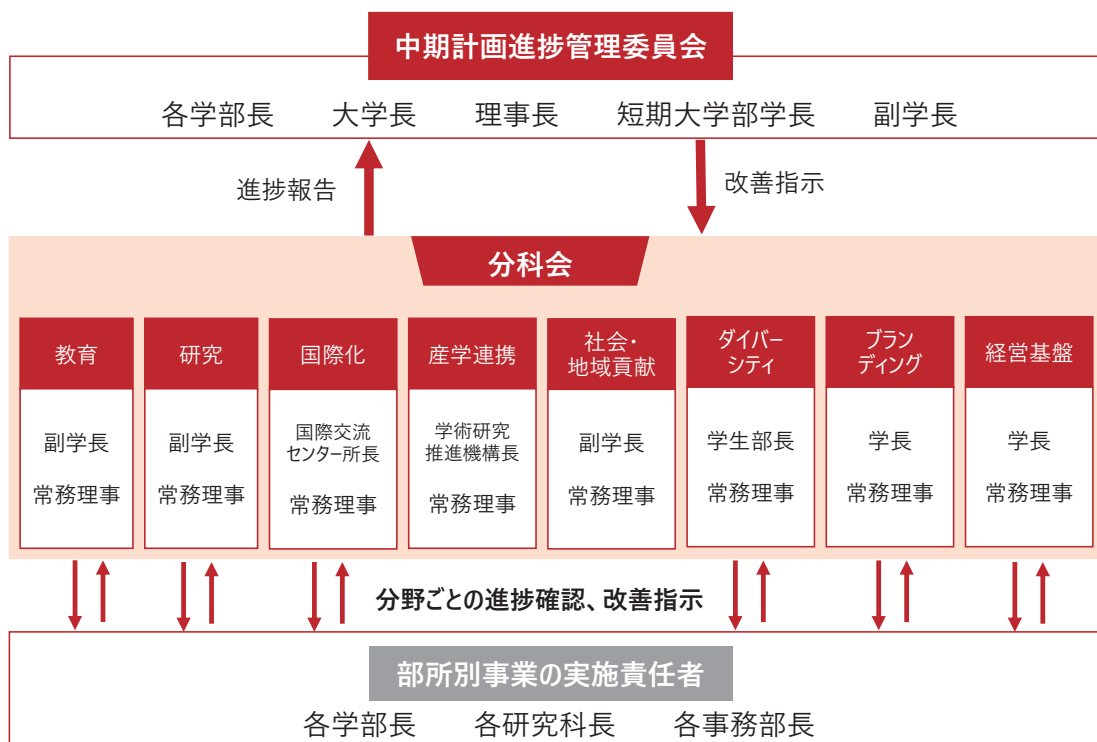 中期計画進捗管理委員会
各学部長 大学長 理事長 短期大学部学長 副学長
進捗報告
改善指示
分科会
教育
副学長
常務理事
研究
副学長
常務理事
国際化
国際交流
センター所長
常務理事
産学連携
学術研究
推進機構長
常務理事
社会・
地域貢献
副学長
常務理事
ダイバー
シティ
学生部長
常務理事
ブラン
ディング
学長
常務理事
経営基盤
学長
常務理事
分野ごとの進捗確認、改善指示
部所別事業の実施責任者
各学部長 各研究科長 各事務部長